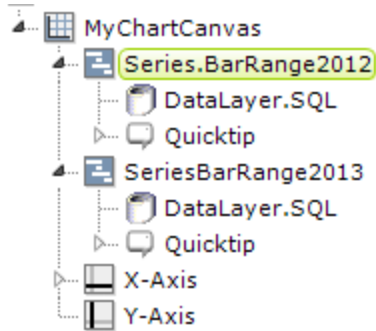 MyChartCanvas
Series.BarRange2012
DataLayer.SQL
Quicktip
SeriesBarRange2013
DataLayer.SQL
Quicktip
X-Axis
Y-Axis